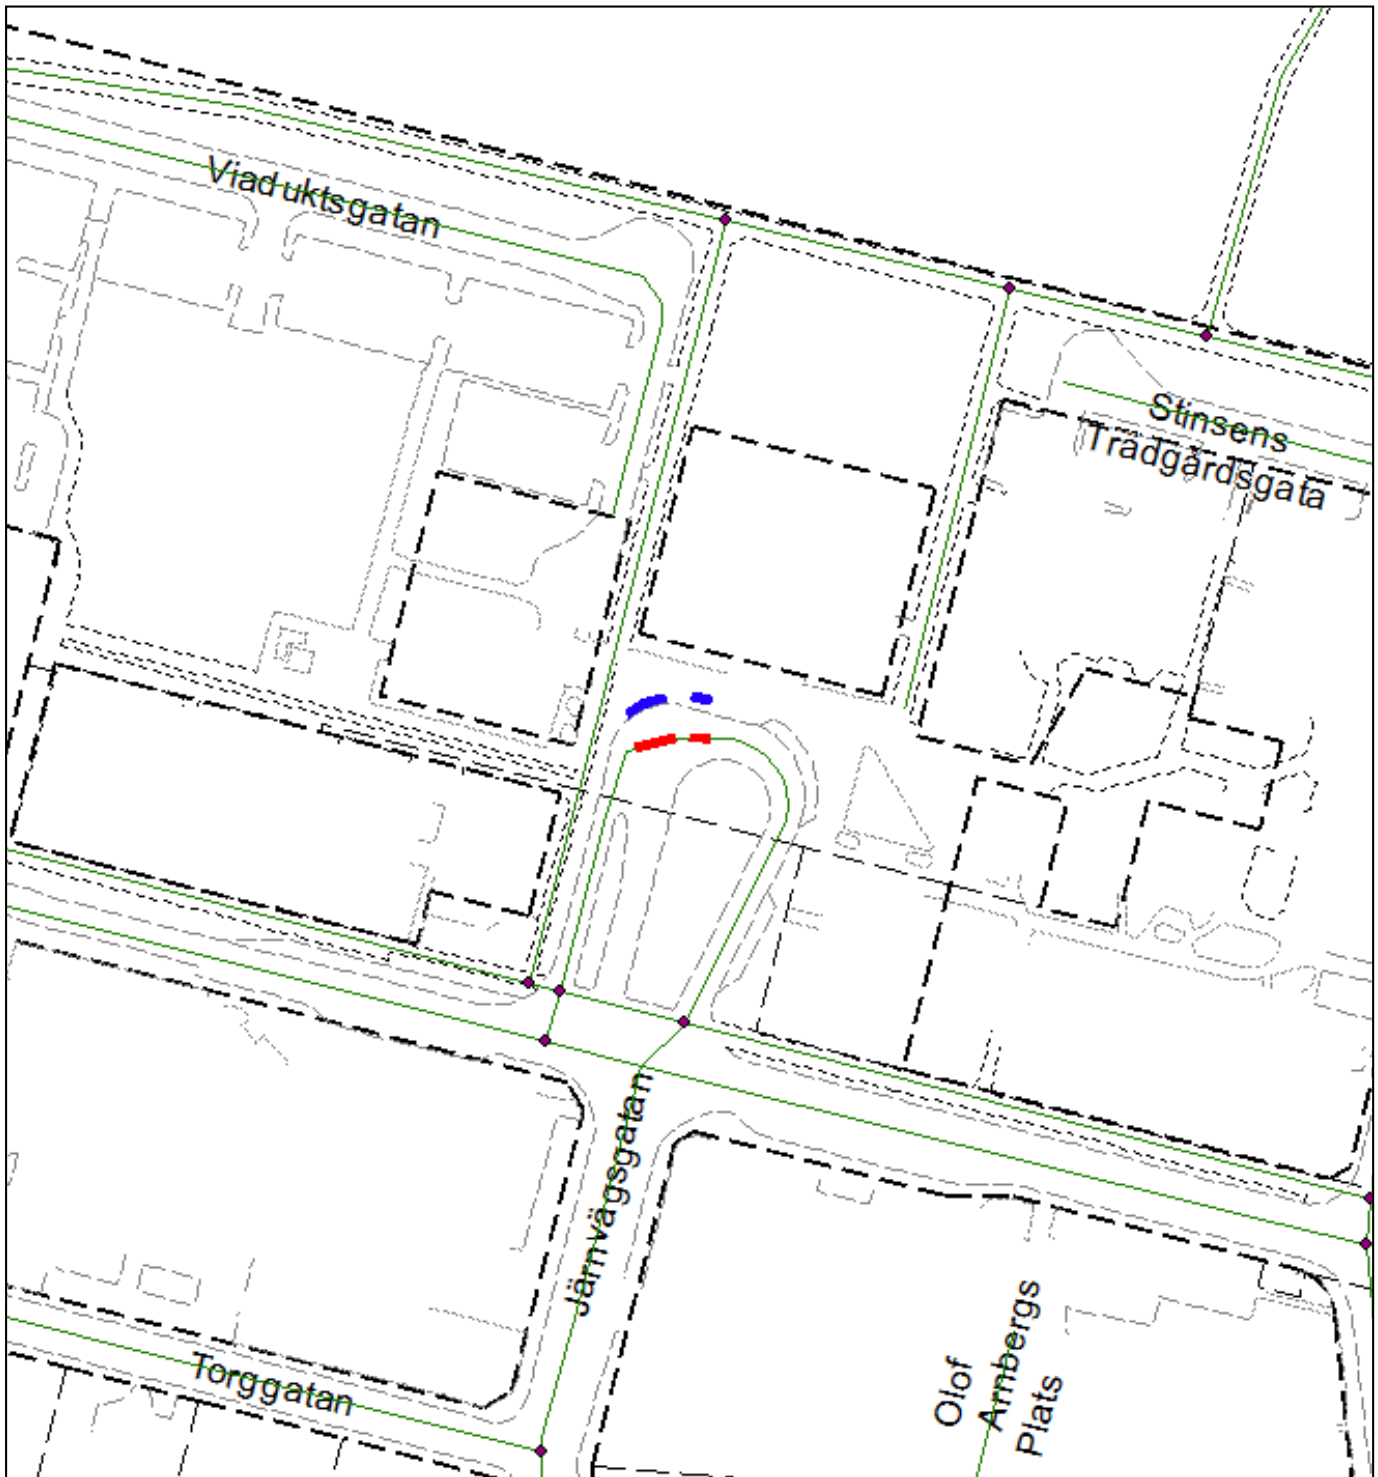 Viaduktsgatan
Stinsens
Trädgårdsgata
Järnvägsgatan
Torggatan
Olof
Arnbergs
Plats